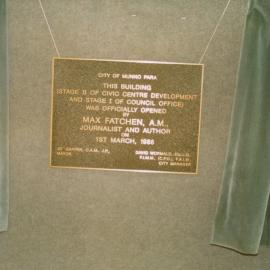 CITY OF MUNNO PARA
THIS BUILDING
(STAGE II OF CIVIC CENTRE DEVELOPMENT
AND STAGE I OF COUNCIL OFFICE)
WAS OFFICIALLY OPENED
BY
MAX FATCHEN, A.M.,
JOURNALIST AND AUTHOR
ON
1ST MARCH, 1986
MAYOR
CITY MANAGER